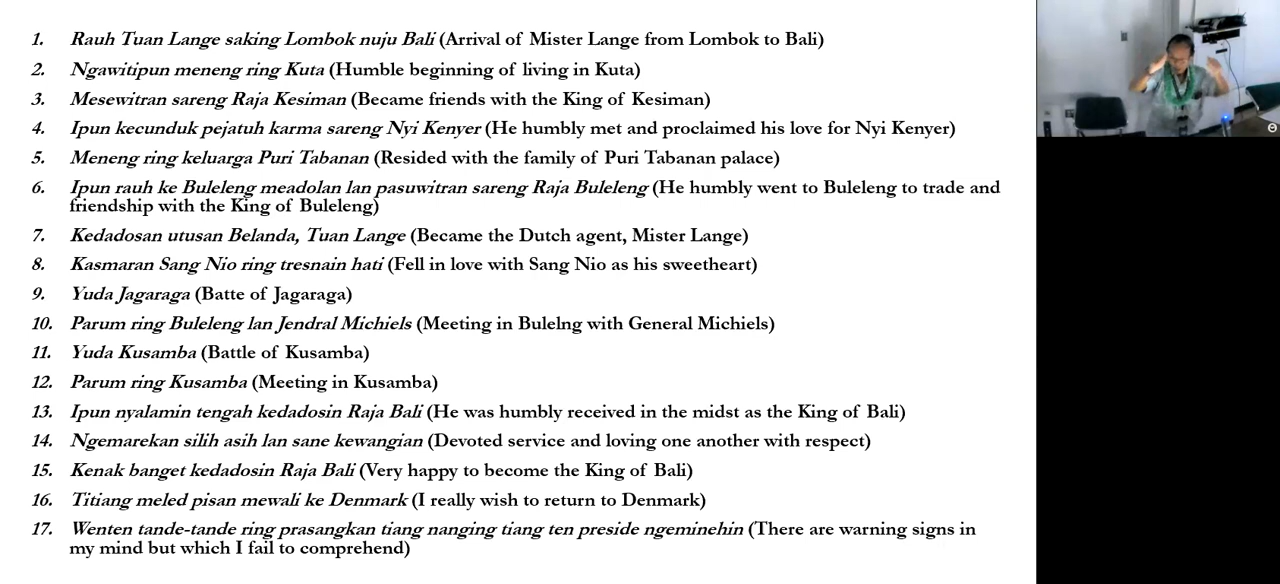 1. Rauh Tuan Lange saking Lombok nuju Bali (Arrival of Mister Lange from Lombok to Bali)
2. Ngawitipun meneng ring Kuta (Humble beginning of living in Kuta)
3. Mesewitran sareng Raja Kesiman (Became friends with the King of Kesiman)
4. Ipun kecunduk pejatuh karma sareng Nyi Kenyer (He humbly met and proclaimed his love for Nyi Kenyer)
5. Meneng ring keluarga Puri Tabanan (Resided with the family of Puri Tabanan palace)
6. Ipun rauh ke Buleleng meadolan lan pasuwitran sareng Raja Buleleng (He humbly went to Buleleng to trade and
friendship with the King of Buleleng)
7. Kedadosan utusan Belanda, Tuan Lange (Became the Dutch agent, Mister Lange)
8. Kasmaran Sang Nio ring tresnain hati (Fell in love with Sang Nio as his sweetheart)
9. Yuda Jagaraga (Batte of Jagaraga)
10. Parum ring Buleleng lan Jendral Michiels (Meeting in Bulelng with General Michiels)
11. Yuda Kusamba (Battle of Kusamba)
12. Parum ring Kusamba (Meeting in Kusamba)
13. Ipun nyalamin tengah kedadosin Raja Bali (He was humbly received in the midst as the King of Bali)
14. Ngemarekan silih asih lan sane kewangian (Devoted service and loving one another with respect)
15. Kenak banget kedadosin Raja Bali (Very happy to become the King of Bali)
16. Titiang meled pisan mewali ke Denmark (I really wish to return to Denmark)
17. Wenten tande-tande ring prasangkan tiang nanging tiang ten preside ngeminehin (There are warning signs in
my mind but which I fail to comprehend)